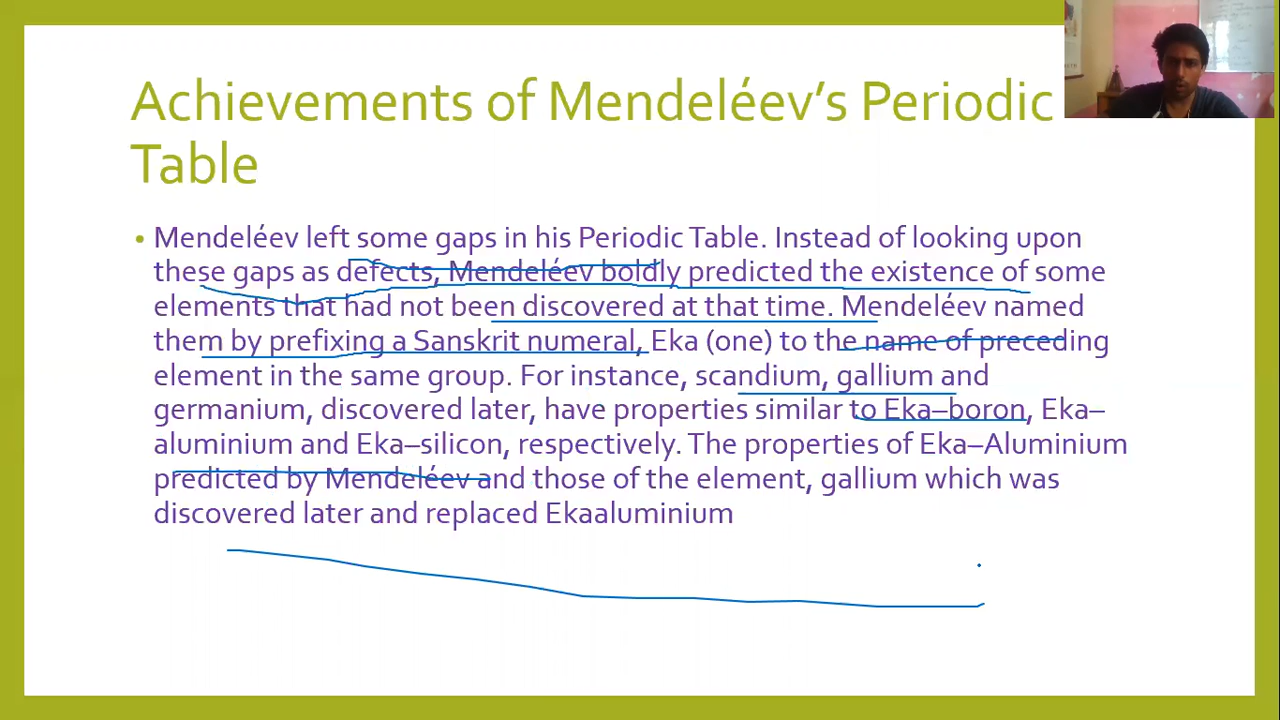 Achievements of Mendeléev's Periodic
Table
• Mendeléev left some gaps in his Periodic Table. Instead of looking upon
these gaps as defects, Mendeléev boldly predicted the existence of some
elements that had not been discovered at that time. Mendeléev named
them by prefixing a Sanskrit numeral, Eka (one) to the name of preceding
element in the same group. For instance, scandium, gallium and
germanium, discovered later, have properties similar to Eka–boron, Eka–
aluminium and Eka–silicon, respectively. The properties of Eka–Aluminium
predicted by Mendeléev and those of the element, gallium which was
discovered later and replaced Ekaaluminium